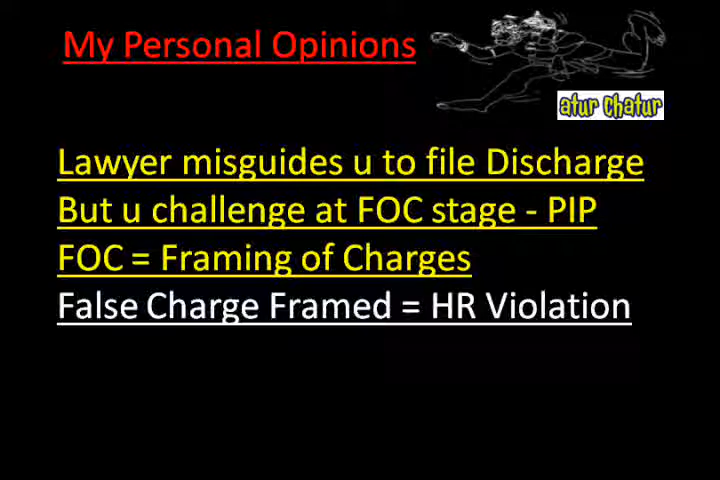 My Personal Opinions
atur chatur
Lawyer misguides u to file Discharge
But u challenge at FOC stage - PIP
FOC = Framing of Charges
False Charge Framed = HR Violation